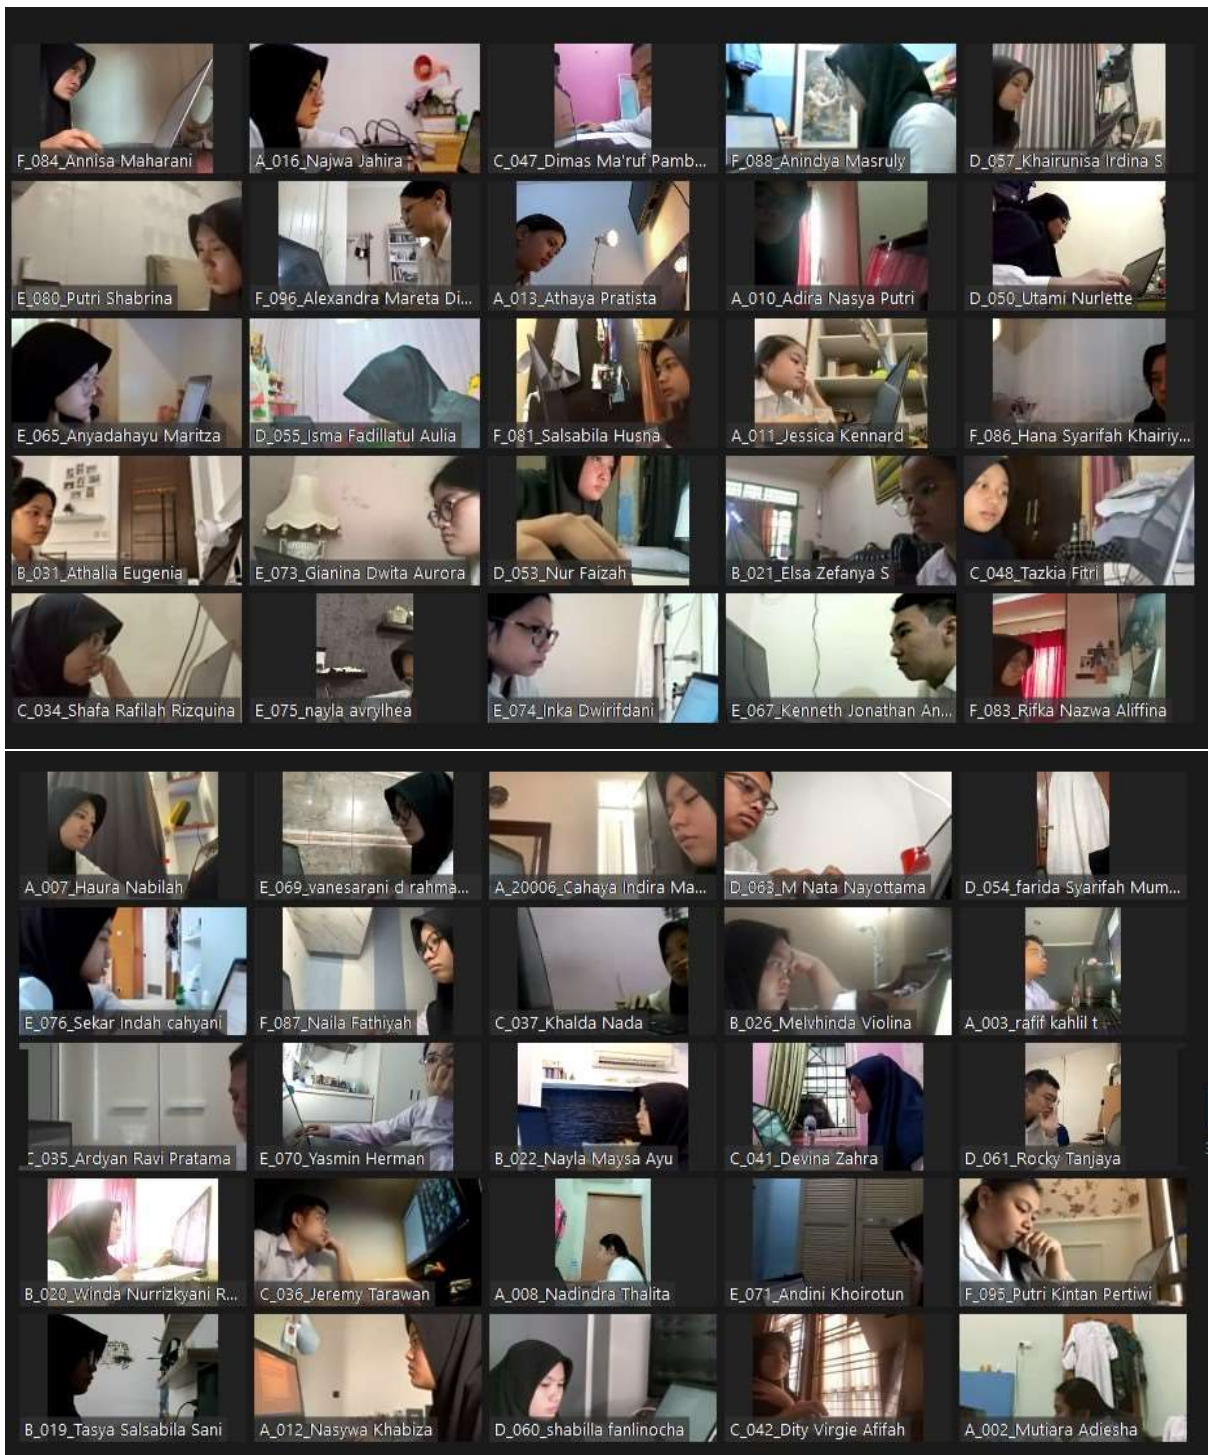 F_084_Annisa Maharani
A_016_Najwa Jahira
C_047_Dimas Ma'ruf Pamb...
F_088_Anindya Masruly
D_057_Khairunisa Irdina S
E_080_Putri Shabrina
F_096_Alexandra Mareta Di...
A_013_Athaya Pratista
A_010_Adira Nasya Putri
D_050_Utami Nurlette
E_065_Anyadahayu Maritza
D_055_Isma Fadillatul Aulia
F_081_Salsabila Husna
A_011_Jessica Kennard
F_086_Hana Syarifah Khairiy...
B_031_Athalia Eugenia
E_073_Gianina Dwita Aurora
D_053_Nur Faizah
B_021_Elsa Zefanya S
C_048_Tazkia Fitri
C_034_Shafa Rafilah Rizquina
E_075_nayla avrylhea
E_074_Inka Dwirifdani
E_067_Kenneth Jonathan An...
F_083_Rifka Nazwa Aliffina
A_007_Haura Nabilah
E_069_vanesarani d rahma...
A_20006_Cahaya Indira Ma...
D_063_M Nata Nayottama
D_054_farida Syarifah Mum...
E_076_Sekar Indah cahyani
F_087_Naila Fathiyah
C_037_Khalda Nada
B_026_Melvhinda Violina
A_003_rafif kahlil t
C_035_Ardyan Ravi Pratama
E_070_Yasmin Herman
B_022_Nayla Maysa Ayu
C_041_Devina Zahra
D_061_Rocky Tanjaya
B_020_Winda Nurrizkyani R...
C_036_Jeremy Tarawan
A_008_Nadindra Thalita
E_071_Andini Khoirotun
F_095_Putri Kintan Pertiwi
B_019_Tasya Salsabila Sani
A_012_Nasywa Khabiza
D_060_shabilla fanlinocha
C_042_Dity Virgie Afifah
A_002_Mutiara Adiesha